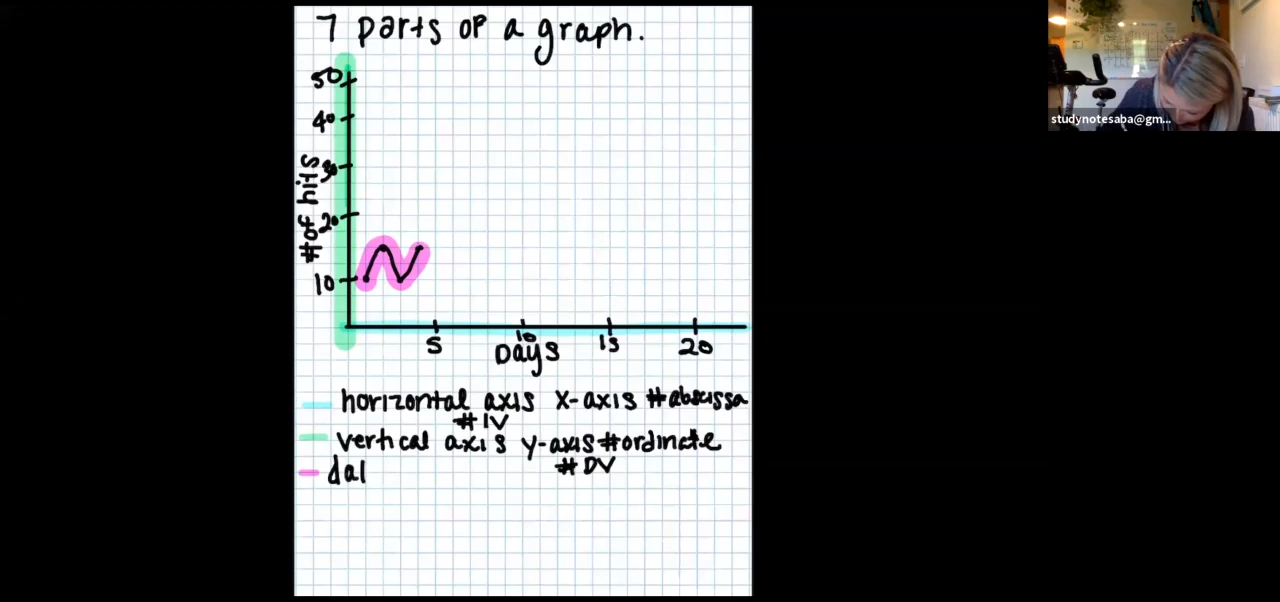 7 parts of a graph.
50
40
30
20
10
# of hits
5
10
15
20
Days
horizontal axis x-axis #abscissa
# IV
vertical axis y-axis #ordinate
# DV
dal
studynotesaba@gm...